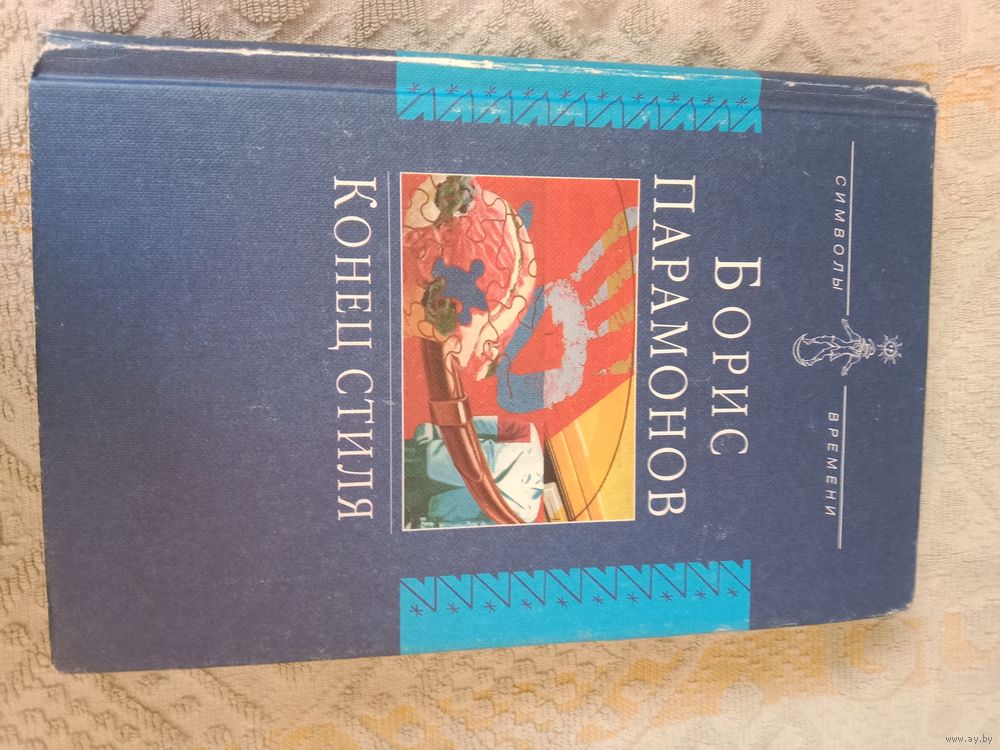 СИМВОЛЫ ВРЕМЕНИ
БОРИС
ПАРАМОНОВ
КОНЕЦ СТИЛЯ
www.ay.by